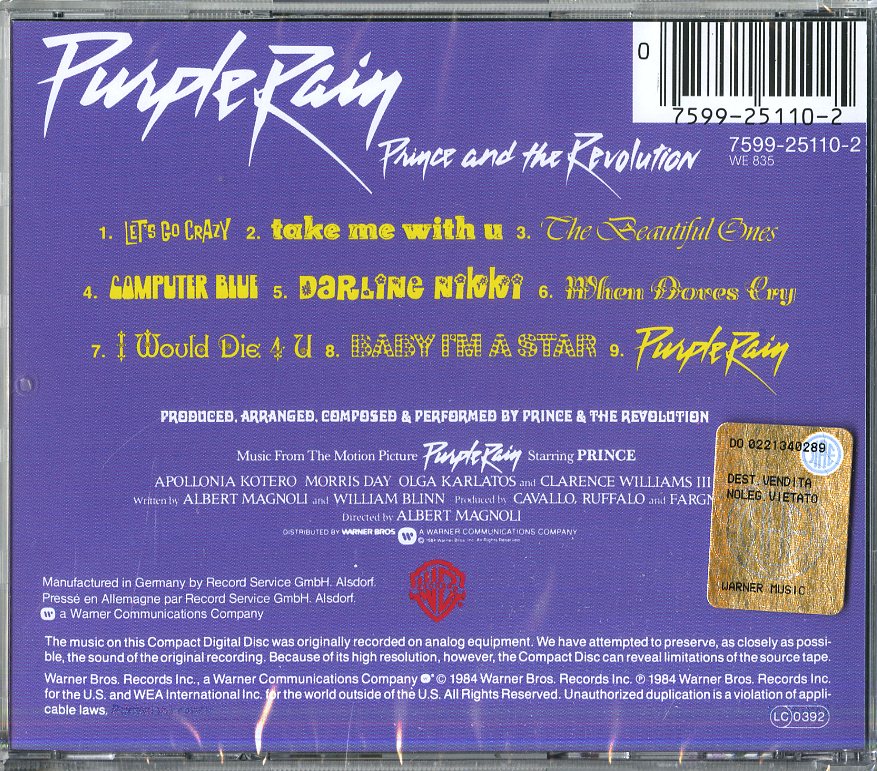 Purple Rain
Prince and the Revolution
0
7599-25110-2
7599-25110-2
WE 835
1. LET'S GO CRAZY 2. take me with u 3. The Beautiful Ones
4. COMPUTER BLUE 5. DARLING NIKKI 6. When Doves Cry
7. I Would Die 4 U 8. BABY I'M A STAR 9. Purple Rain
PRODUCED, ARRANGED, COMPOSED & PERFORMED BY PRINCE & THE REVOLUTION
Music From The Motion Picture Purple Rain Starring PRINCE
APOLLONIA KOTERO MORRIS DAY OLGA KARLATOS and CLARENCE WILLIAMS III
Written by ALBERT MAGNOLI and WILLIAM BLINN Produced by CAVALLO, RUFFALO and FARGN
Directed by ALBERT MAGNOLI
DISTRIBUTED BY WARNER BROS A WARNER COMMUNICATIONS COMPANY
© 1984 Warner Bros. Inc. All Rights Reserved.
DO 0221340289
SIAE
DEST.VENDITA
NOLEG.VIETATO
WARNER MUSIC
Manufactured in Germany by Record Service GmbH. Alsdorf.
Pressé en Allemagne par Record Service GmbH. Alsdorf.
a Warner Communications Company
The music on this Compact Digital Disc was originally recorded on analog equipment. We have attempted to preserve, as closely as possi-
ble, the sound of the original recording. Because of its high resolution, however, the Compact Disc can reveal limitations of the source tape.
Warner Bros. Records Inc., a Warner Communications Company © 1984 Warner Bros. Records Inc. ℗ 1984 Warner Bros. Records Inc.
for the U.S. and WEA International Inc. for the world outside of the U.S. All Rights Reserved. Unauthorized duplication is a violation of appli-
cable laws.
LC 0392